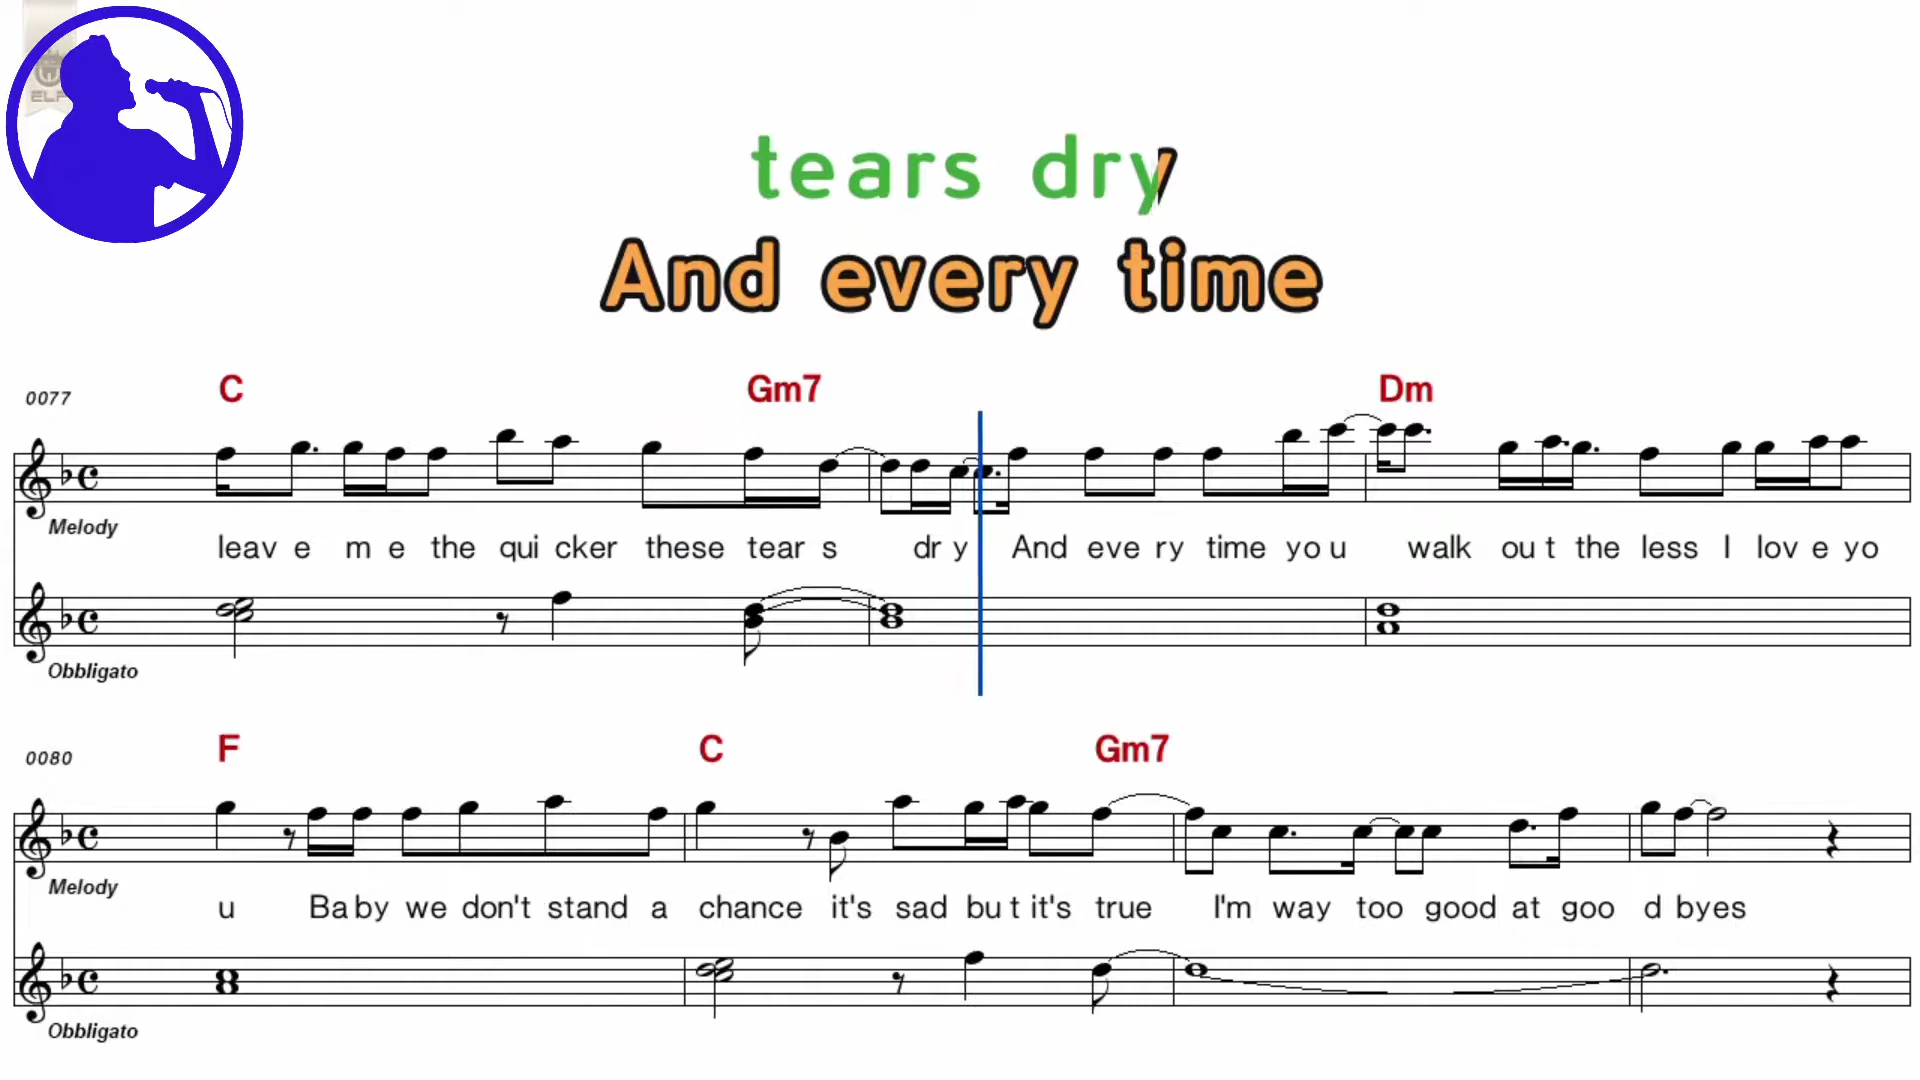 ELF
tears dry
And every time
0077 C Gm7 Dm
Melody
leav e m e the qui cker these tear s dr y And eve ry time yo u walk ou t the less I lov e yo
Obbligato
0080 F C Gm7
Melody
u Ba by we don't stand a chance it's sad bu t it's true I'm way too good at goo d byes
Obbligato